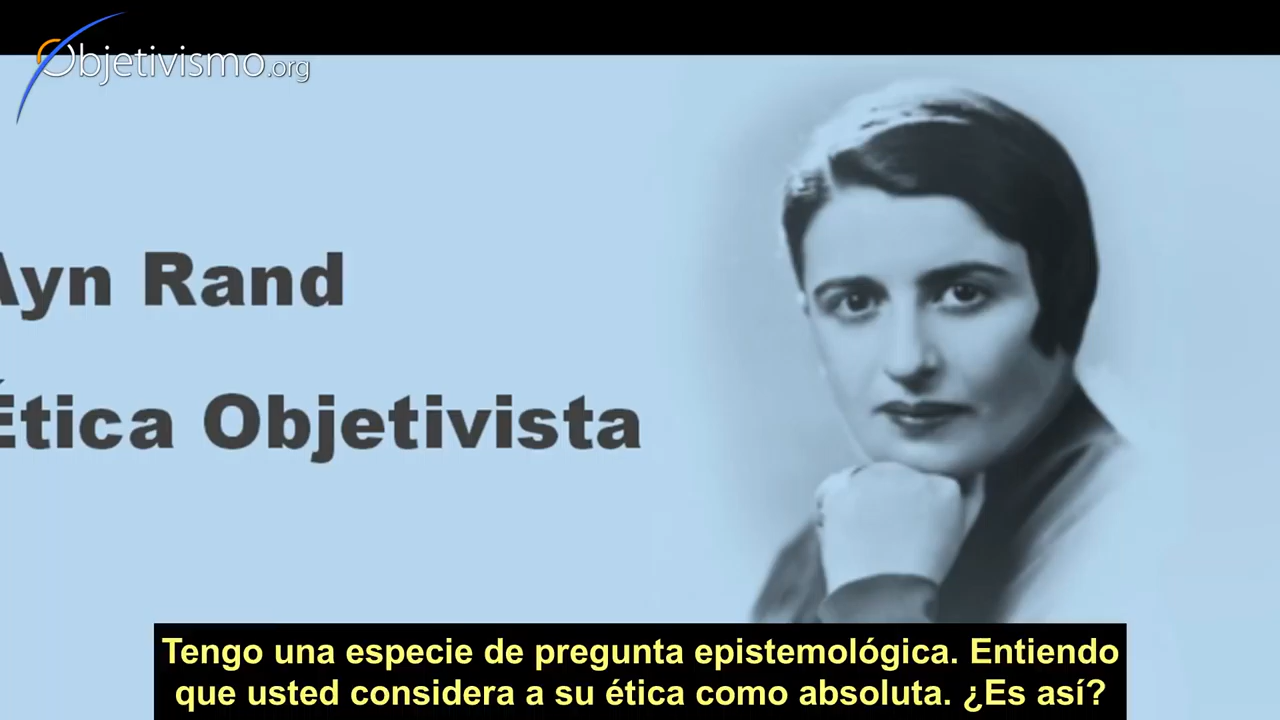 Objetivismo.org
Ayn Rand
Ética Objetivista
Tengo una especie de pregunta epistemológica. Entiendo
que usted considera a su ética como absoluta. ¿Es así?